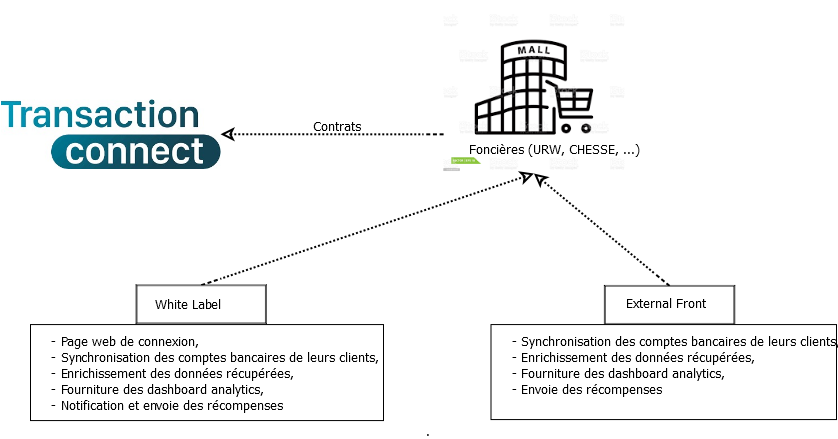 MALL
Transaction
connect
Contrats
Foncières (URW, CHESSE, ...)
White Label
External Front
- Page web de connexion,
- Synchronisation des comptes bancaires de leurs clients,
- Enrichissement des données récupérées,
- Fourniture des dashboard analytics,
- Notification et envoie des récompenses
- Synchronisation des comptes bancaires de leurs clients,
- Enrichissement des données récupérées,
- Fourniture des dashboard analytics,
- Envoie des récompenses
.